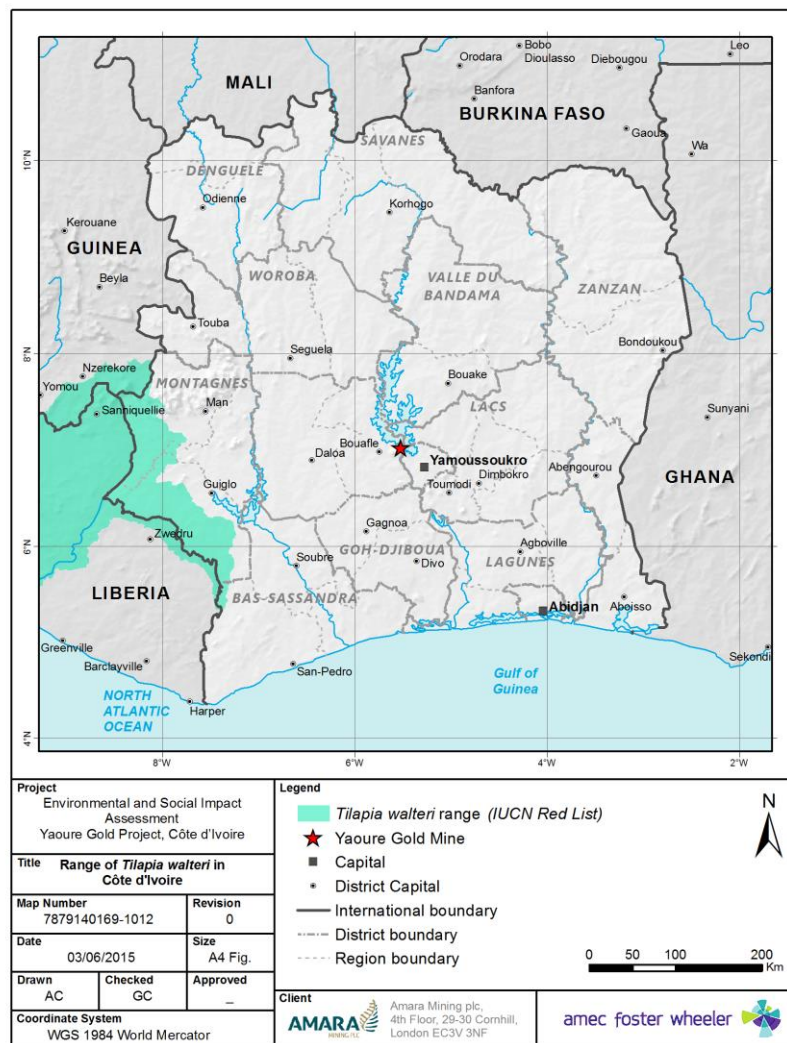 Leo
Bobo
Dioulasso
Orodara
Diebougou
MALI
Banfora
BURKINA FASO
Gaoua
Wa
SAVANES
10°N
DENGUELE
Odienne
Korhogo
Kerouane
GUINEA
Beyla
WOROBA
VALLE DU
BANDAMA
ZANZAN
Touba
Bondoukou
8°N
Seguela
Nzerekore
Yomou
MONTAGNES
Bouake
Sanniquellie
Man
LACS
Sunyani
Bouafle
Daloa
Yamoussoukro
Dimbokro
Abengourou
Toumodi
GHANA
Guiglo
Gagnoa
Zwedru
6°N
GOH-DJIBOUA
Agboville
Soubre
Divo
LAGUNES
LIBERIA
BAS-SASSANDRA
Abidjan
Aboisso
Greenville
Barclayville
San-Pedro
Sekondi
Gulf of
Guinea
NORTH
ATLANTIC
OCEAN
Harper
4°N
8°W
6°W
4°W
2°W
Project
Environmental and Social Impact
Assessment
Yaoure Gold Project, Côte d'Ivoire
Title Range of Tilapia walteri in
Côte d'Ivoire
Map Number
7879140169-1012
Revision
0
Date
03/06/2015
Size
A4 Fig.
Drawn
AC
Checked
GC
Approved
_
Coordinate System
WGS 1984 World Mercator
Legend
Tilapia walteri range (IUCN Red List)
Yaoure Gold Mine
Capital
District Capital
International boundary
District boundary
Region boundary
N
0 50 100 200
Km
Client
AMARA
MINING PLC
Amara Mining plc,
4th Floor, 29-30 Cornhill,
London EC3V 3NF
amec foster wheeler